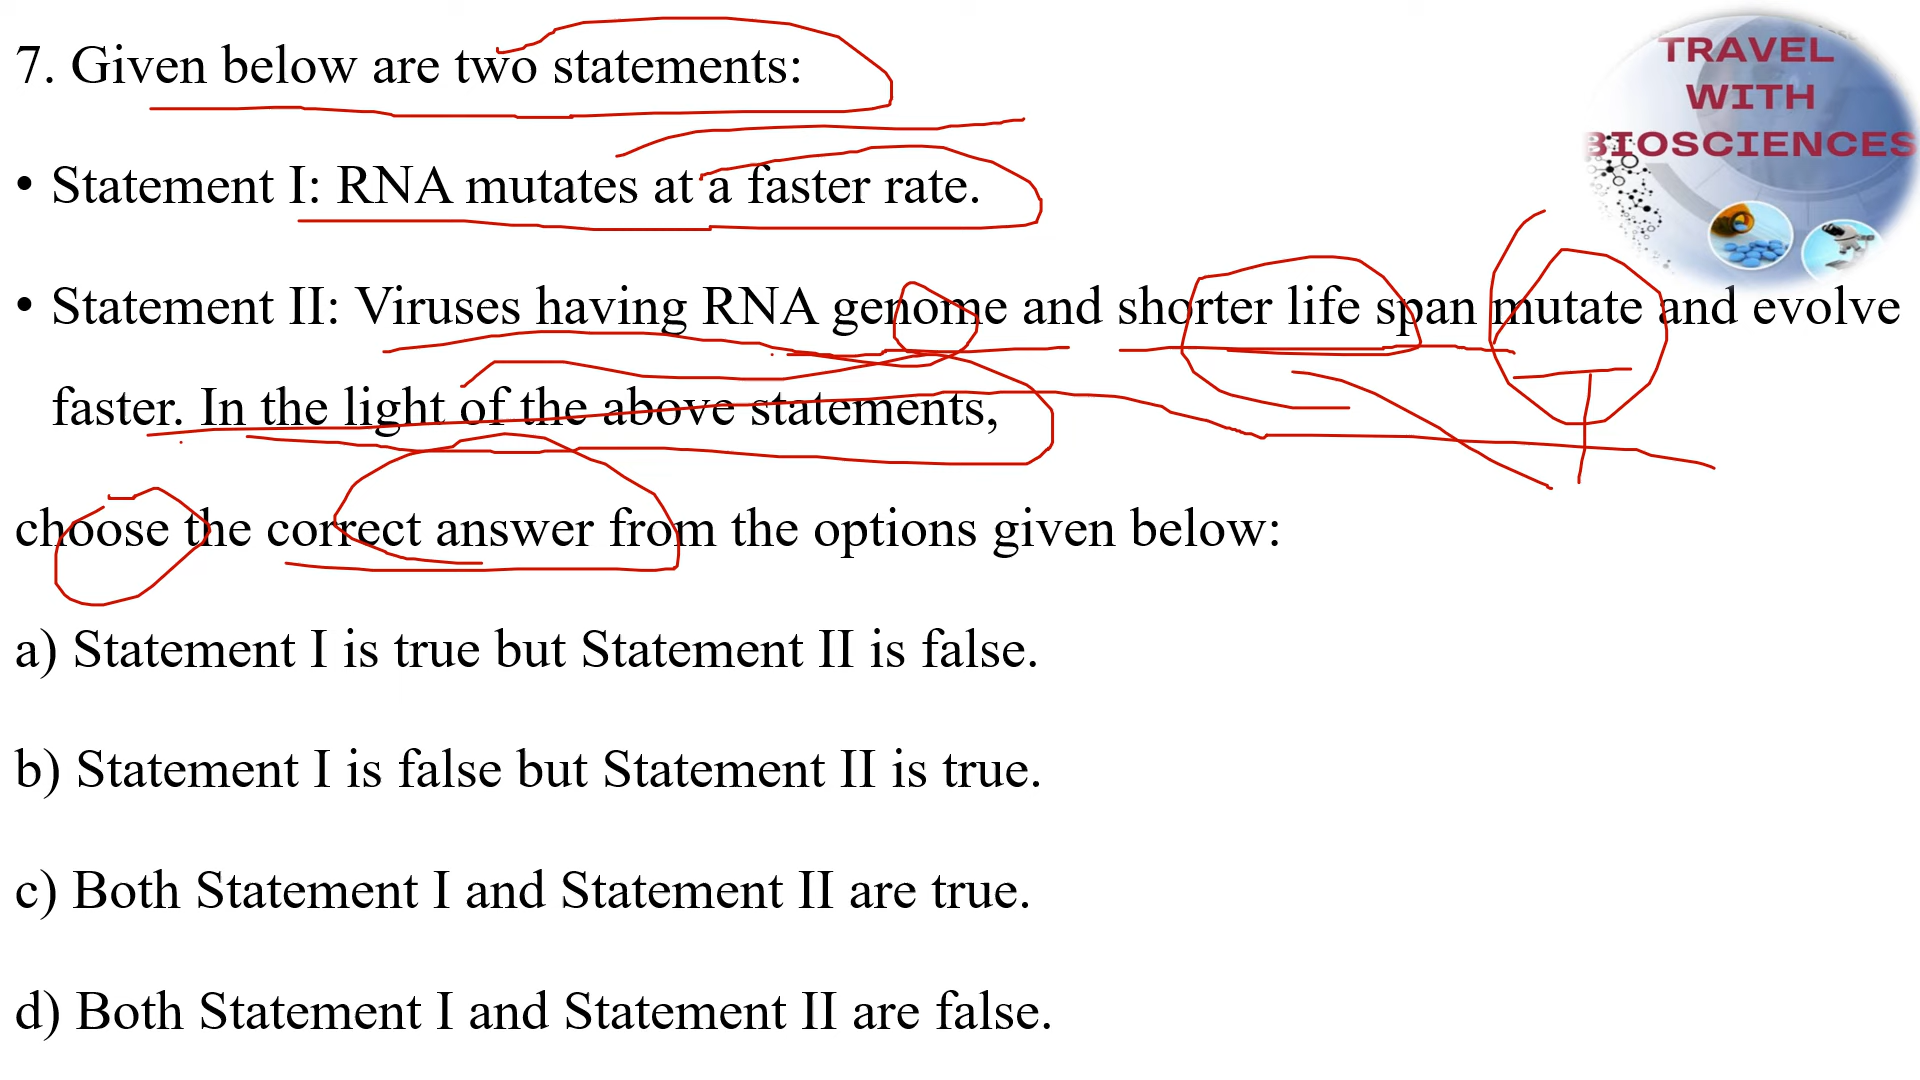 7. Given below are two statements:
TRAVEL
WITH
BIOSCIENCES
• Statement I: RNA mutates at a faster rate.
• Statement II: Viruses having RNA genome and shorter life span mutate and evolve
faster. In the light of the above statements,
choose the correct answer from the options given below:
a) Statement I is true but Statement II is false.
b) Statement I is false but Statement II is true.
c) Both Statement I and Statement II are true.
d) Both Statement I and Statement II are false.